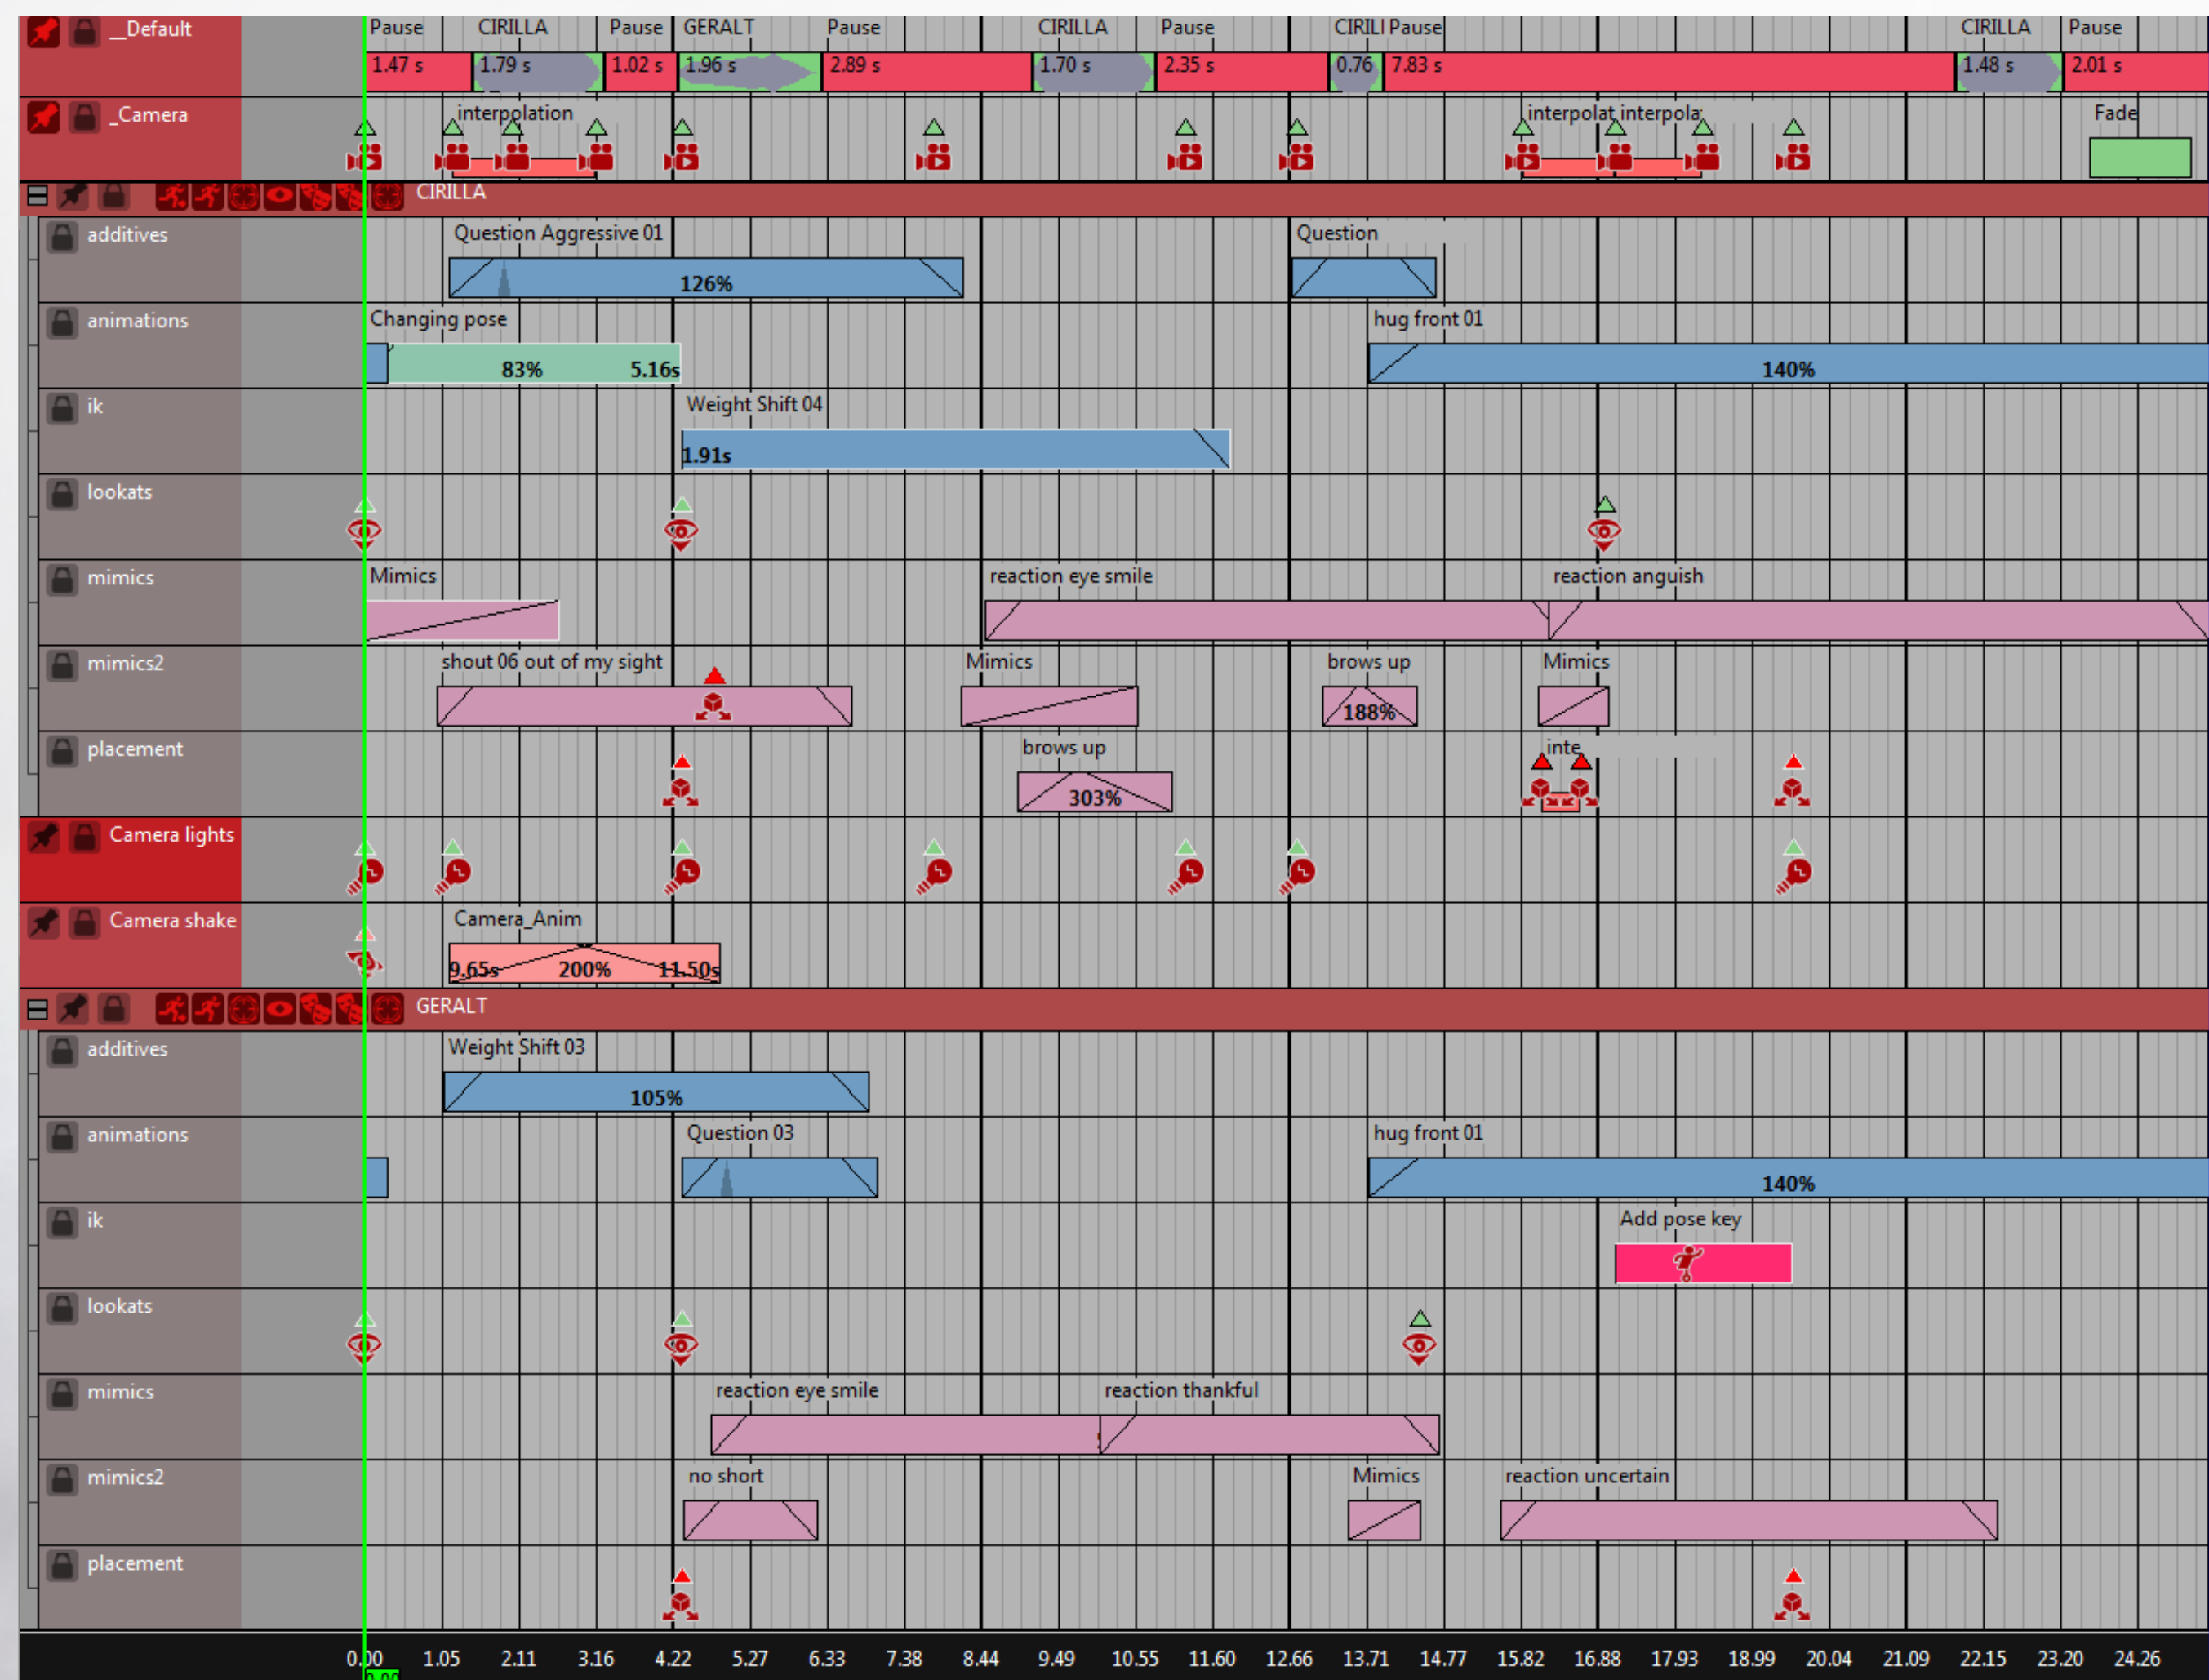 Pause CIRILLA Pause GERALT Pause CIRILLA Pause CIRILI Pause CIRILLA Pause
__Default
1.47 s 1.79 s 1.02 s 1.96 s 2.89 s 1.70 s 2.35 s 0.76 7.83 s 1.48 s 2.01 s
_Camera interpolation interpolat interpola Fade
CIRILLA
additives Question Aggressive 01 Question
126%
animations Changing pose hug front 01
83% 5.16s 140%
ik Weight Shift 04
1.91s
lookats
mimics Mimics reaction eye smile reaction anguish
mimics2 shout 06 out of my sight Mimics brows up Mimics
188%
placement brows up inte
303%
Camera lights
Camera shake Camera_Anim
9.65s 200% 11.50s
GERALT
additives Weight Shift 03
105%
animations Question 03 hug front 01
140%
ik Add pose key
lookats
mimics reaction eye smile reaction thankful
mimics2 no short Mimics reaction uncertain
placement
0.00 1.05 2.11 3.16 4.22 5.27 6.33 7.38 8.44 9.49 10.55 11.60 12.66 13.71 14.77 15.82 16.88 17.93 18.99 20.04 21.09 22.15 23.20 24.26